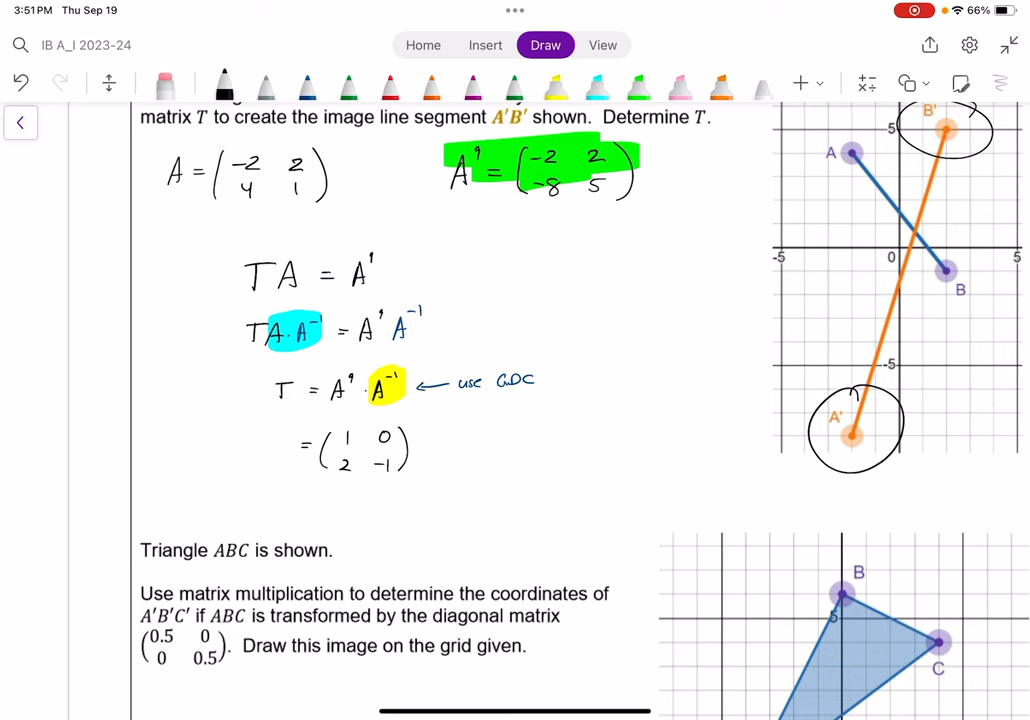 3:51 PM Thu Sep 19
66%
IB A_I 2023-24
Home Insert Draw View
matrix T to create the image line segment A'B' shown. Determine T.
A = (-2 2
4 1)
A' = (-2 2
-8 5)
TA = A'
TA·A⁻¹ = A' A⁻¹
T = A' · A⁻¹ ← use GDC
= (1 0
2 -1)
B'
5
A
-5 0 5
B
-5
A'
Triangle ABC is shown.
Use matrix multiplication to determine the coordinates of
A'B'C' if ABC is transformed by the diagonal matrix
(0.5 0
0 0.5). Draw this image on the grid given.
B
5
C